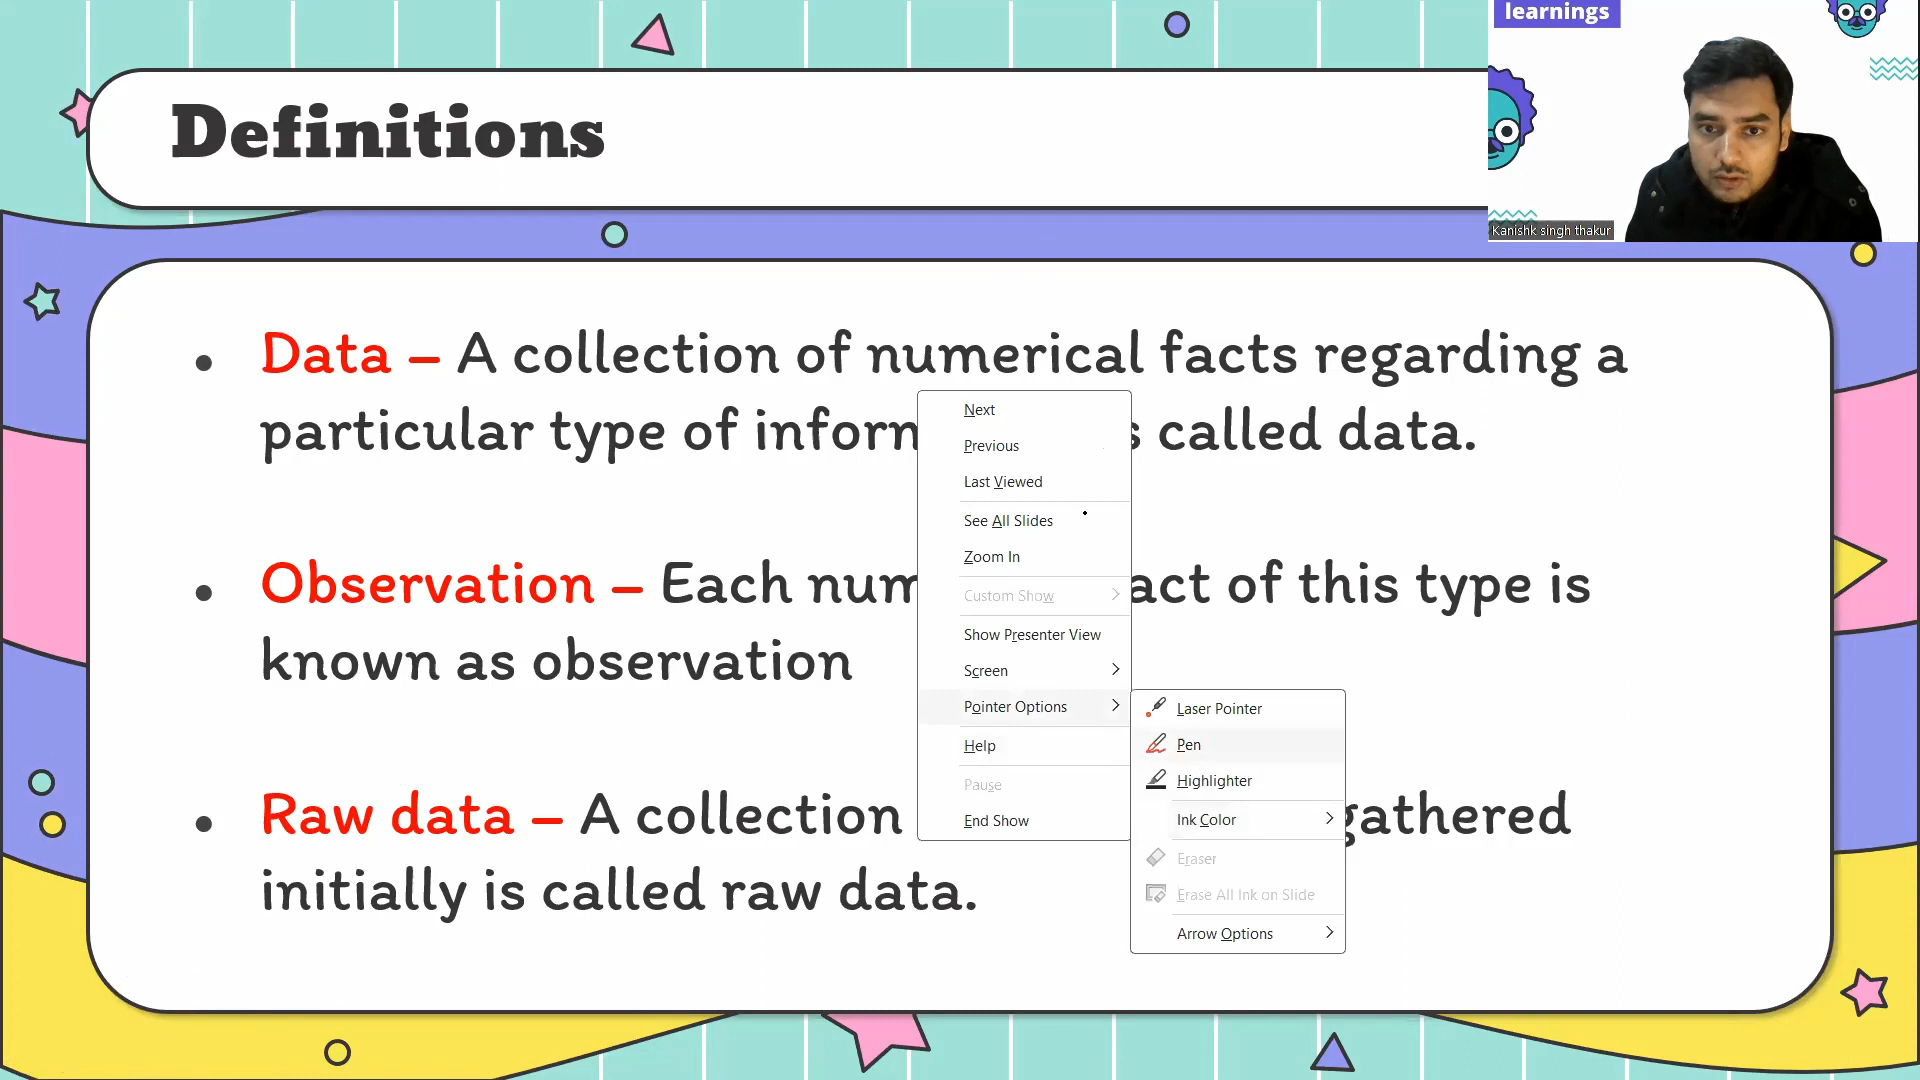 learnings
Definitions
Kanishk singh thakur
Data – A collection of numerical facts regarding a
particular type of inform s called data.
Observation – Each num act of this type is
known as observation
Raw data – A collection gathered
initially is called raw data.
Next
Previous
Last Viewed
See All Slides
Zoom In
Custom Show
Show Presenter View
Screen
Pointer Options
Help
Pause
End Show
Laser Pointer
Pen
Highlighter
Ink Color
Eraser
Erase All Ink on Slide
Arrow Options